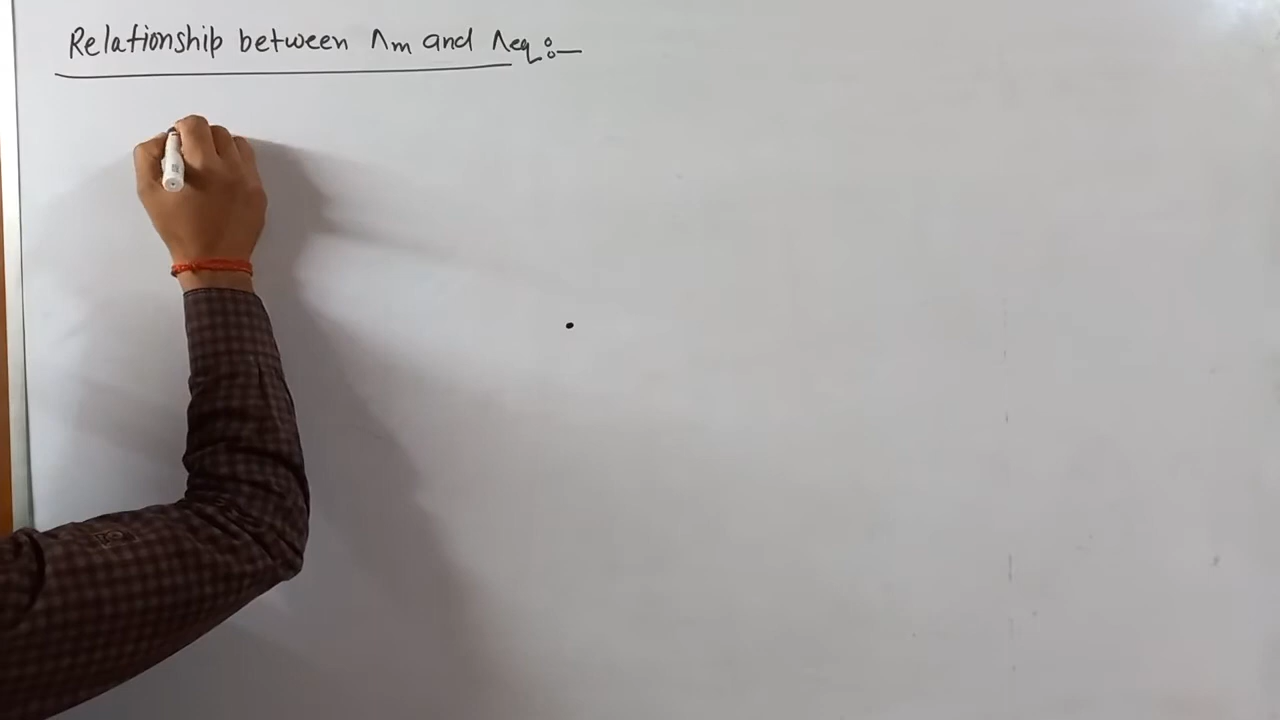 Relationship between Λm and Λeq :–